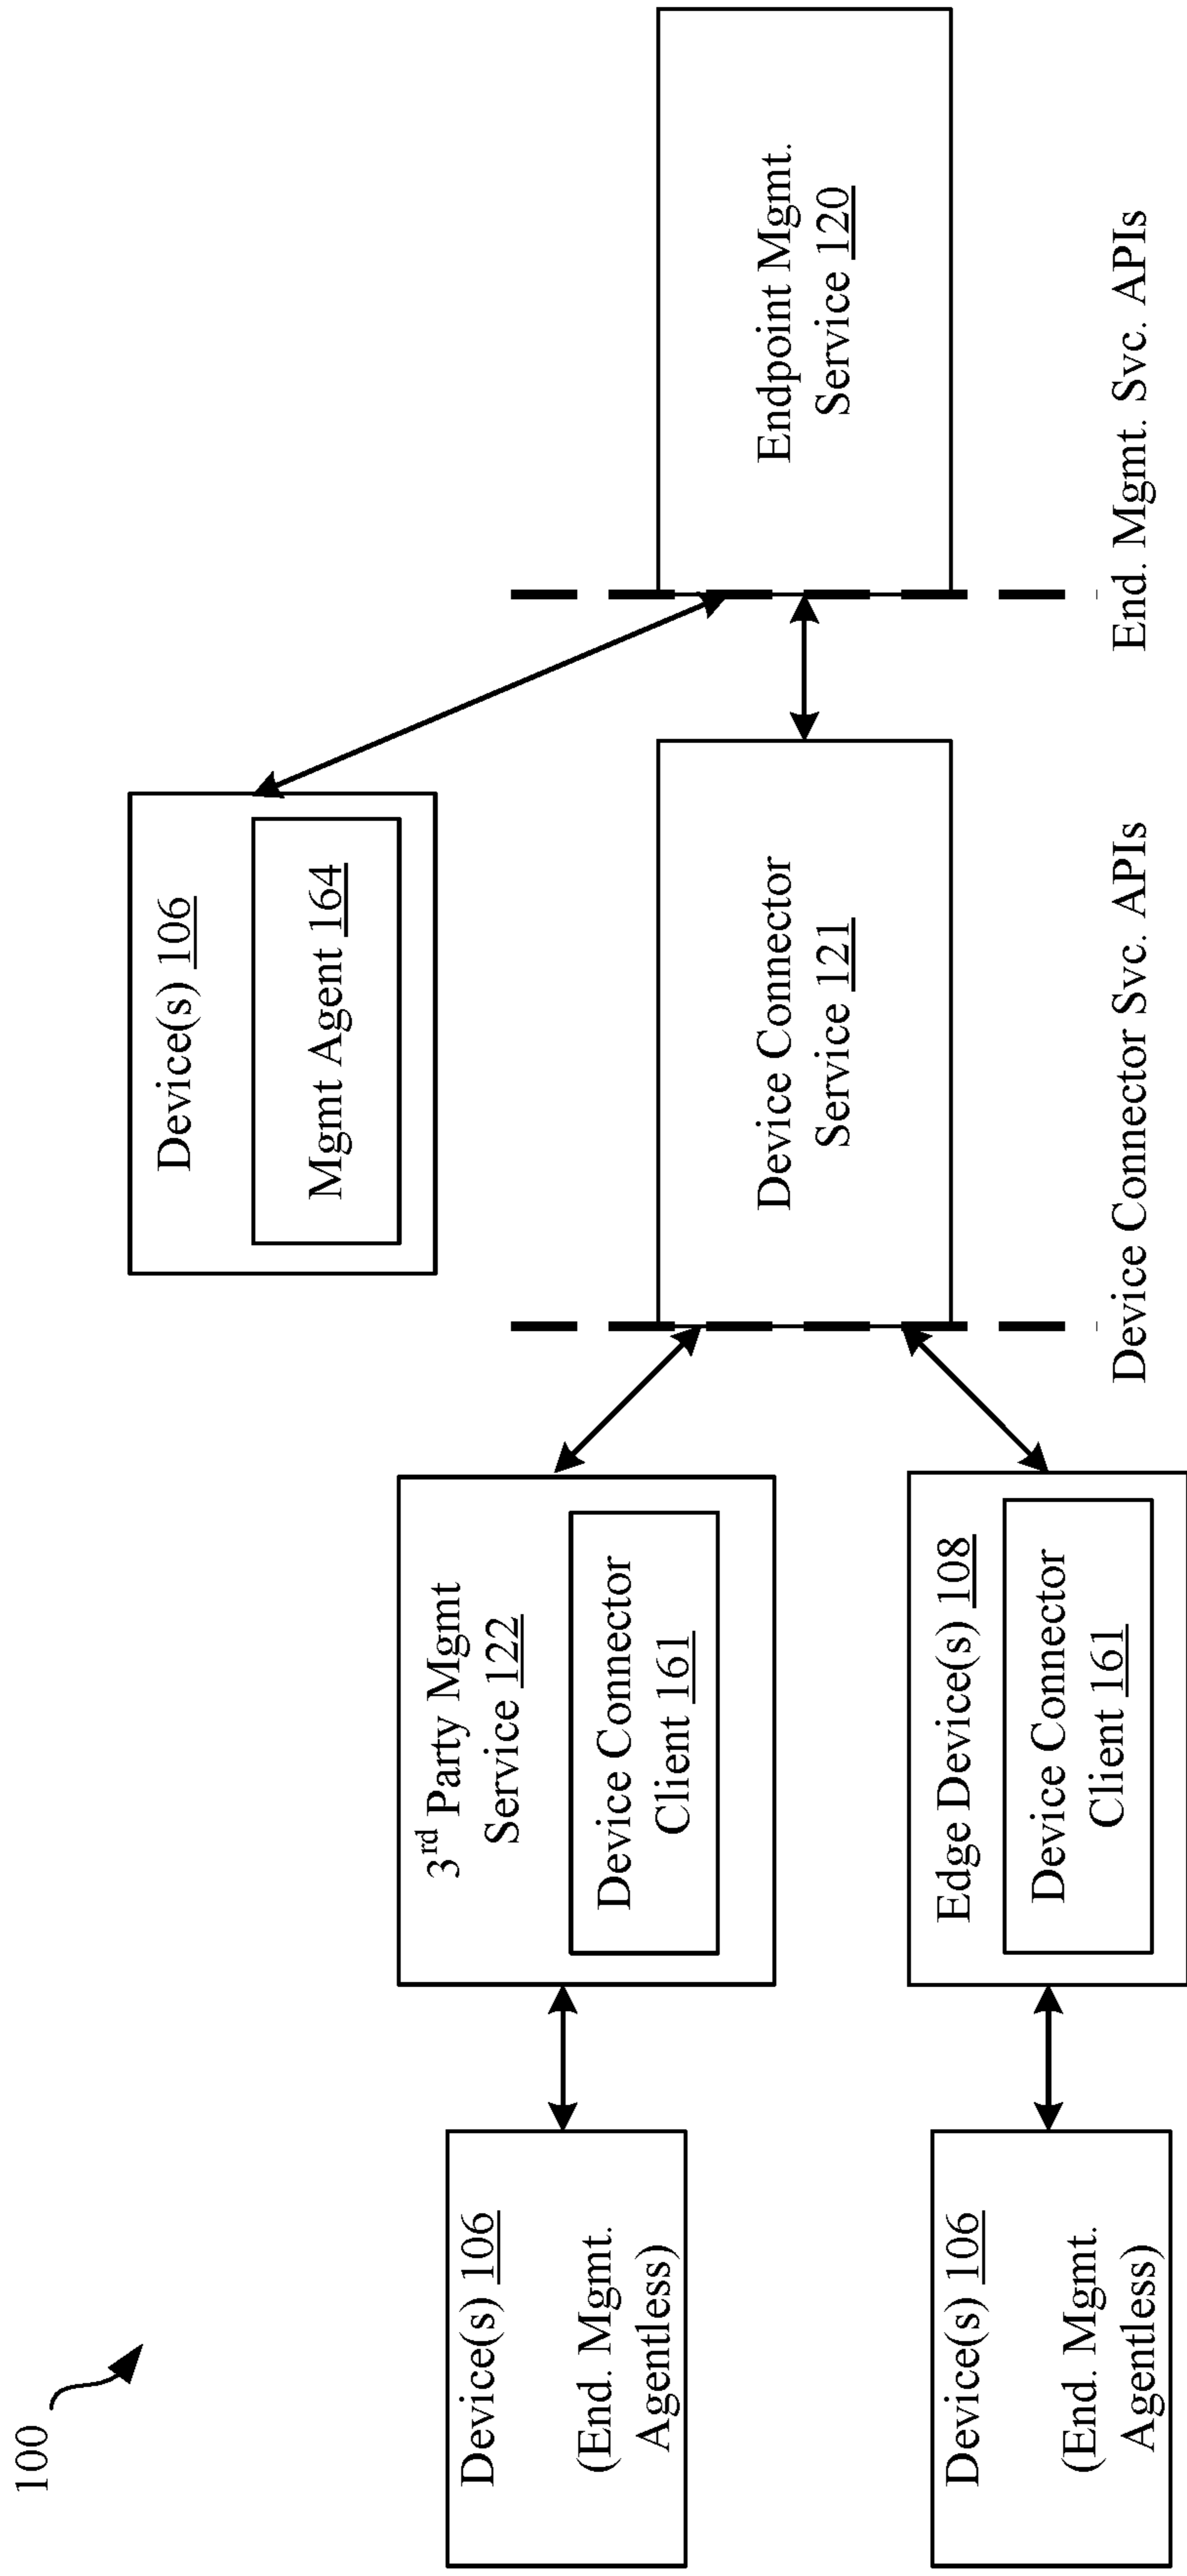 100
Device(s) 106
Mgmt Agent 164
Device(s) 106
(End. Mgmt.
Agentless)
3rd Party Mgmt
Service 122
Device Connector
Client 161
Device Connector
Service 121
Endpoint Mgmt.
Service 120
Device(s) 106
(End. Mgmt.
Agentless)
Edge Device(s) 108
Device Connector
Client 161
Device Connector Svc. APIs
End. Mgmt. Svc. APIs